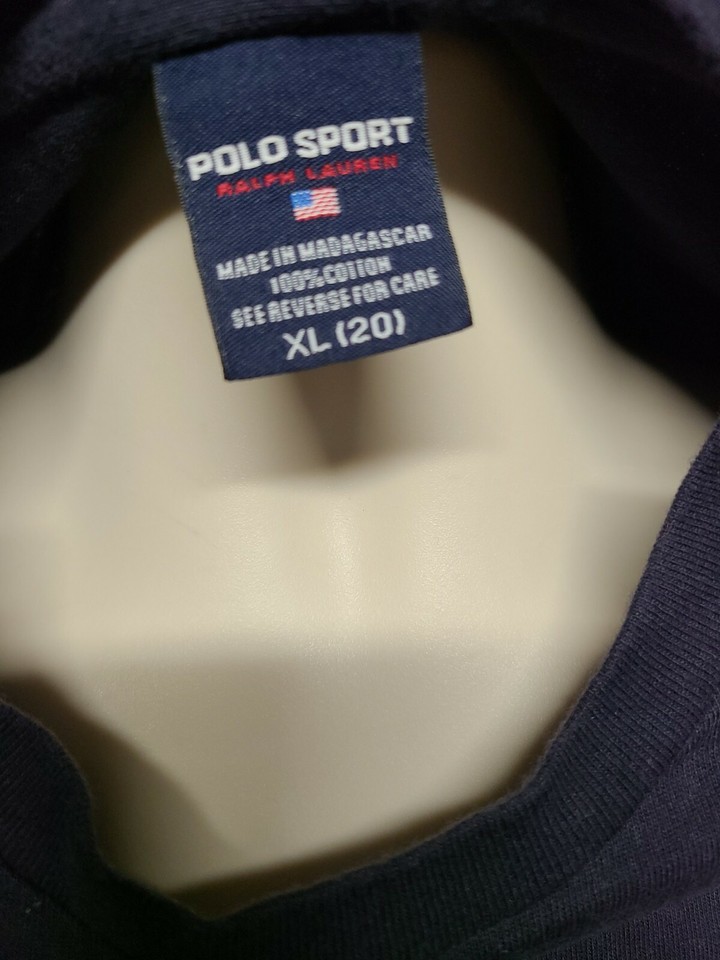 POLO SPORT
RALPH LAUREN
MADE IN MADAGASCAR
100% COTTON
SEE REVERSE FOR CARE
XL (20)